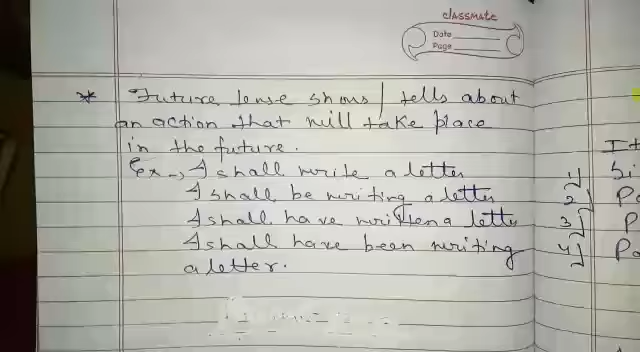 classmate
Date
Page
* Future tense shows/tells about
an action that will take place
in the future.
Ex → I shall write a letter
I shall be writing a letter
I shall have written a letter
I shall have been writing
a letter.
1)
2)
3)
4)